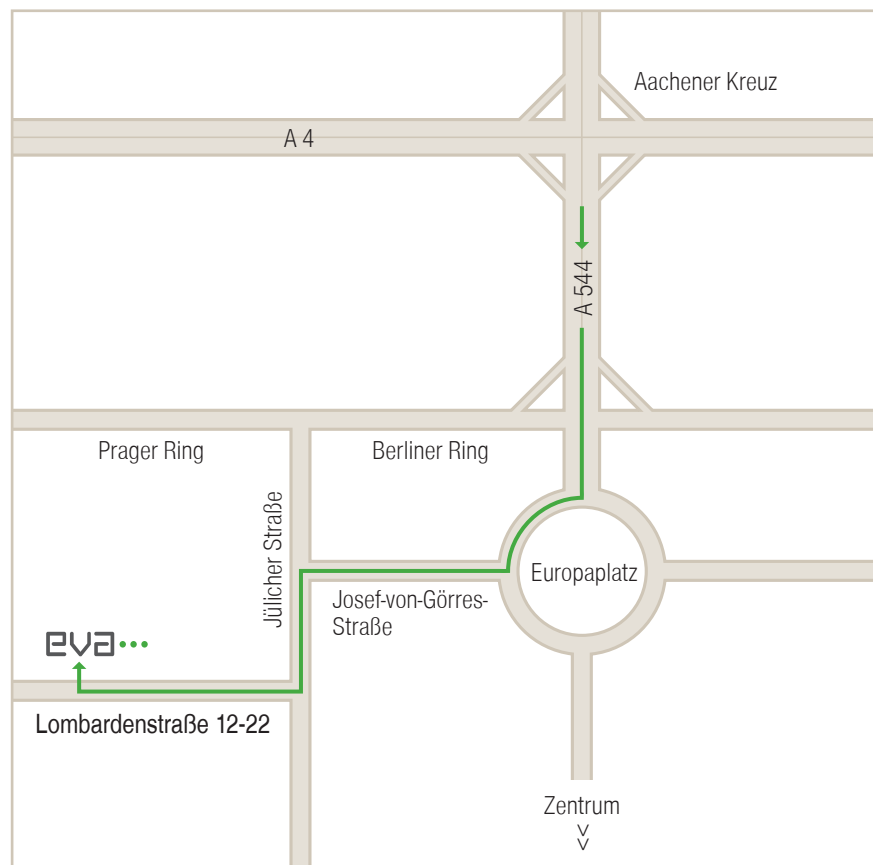 Aachener Kreuz
A 4
A 544
Prager Ring
Berliner Ring
Jülicher Straße
Europaplatz
Josef-von-Görres-
Straße
eva
Lombardenstraße 12-22
Zentrum